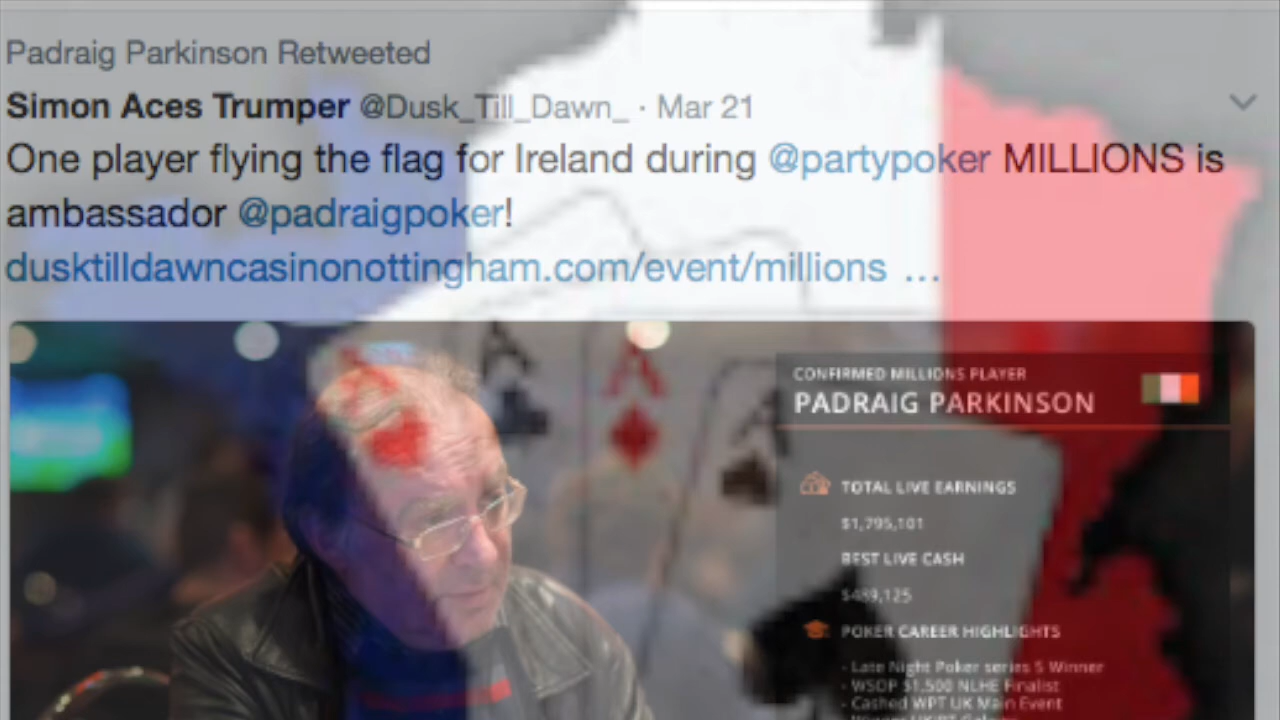 Padraig Parkinson Retweeted
Simon Aces Trumper @Dusk_Till_Dawn_ · Mar 21
One player flying the flag for Ireland during @partypoker MILLIONS is
ambassador @padraigpoker!
dusktilldawncasinonottingham.com/event/millions ...
A A A A
CONFIRMED MILLIONS PLAYER
PADRAIG PARKINSON
TOTAL LIVE EARNINGS
$1,795,101
BEST LIVE CASH
$489,125
POKER CAREER HIGHLIGHTS
- Late Night Poker series 5 Winner
- WSOP $1,500 NLHE Finalist
- Cashed WPT UK Main Event